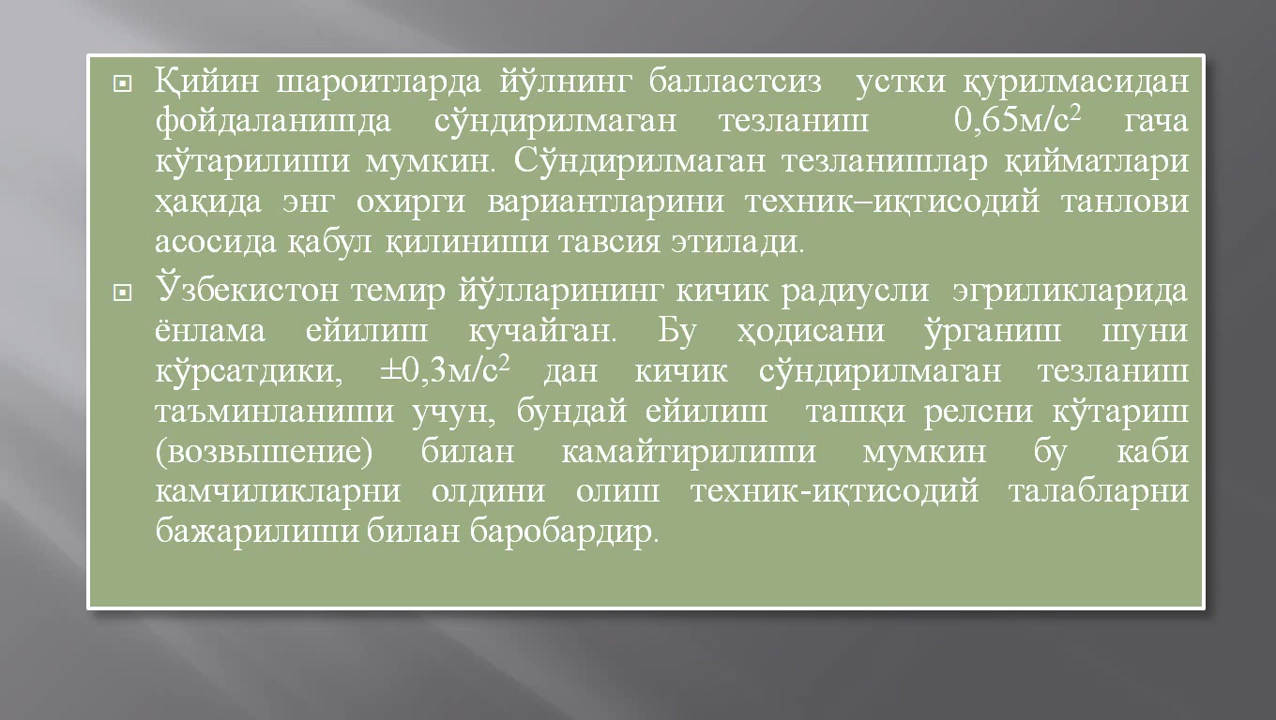 Қийин шароитларда йўлнинг балластсиз устки қурилмасидан
фойдаланишда сўндирилмаган тезланиш 0,65м/с² гача
кўтарилиши мумкин. Сўндирилмаган тезланишлар қийматлари
ҳақида энг охирги вариантларини техник–иқтисодий танлови
асосида қабул қилиниши тавсия этилади.
Ўзбекистон темир йўлларининг кичик радиусли эгриликларида
ёнлама ейилиш кучайган. Бу ҳодисани ўрганиш шуни
кўрсатдики, ±0,3м/с² дан кичик сўндирилмаган тезланиш
таъминланиши учун, бундай ейилиш ташқи релсни кўтариш
(возвышение) билан камайтирилиши мумкин бу каби
камчиликларни олдини олиш техник-иқтисодий талабларни
бажарилиши билан баробардир.